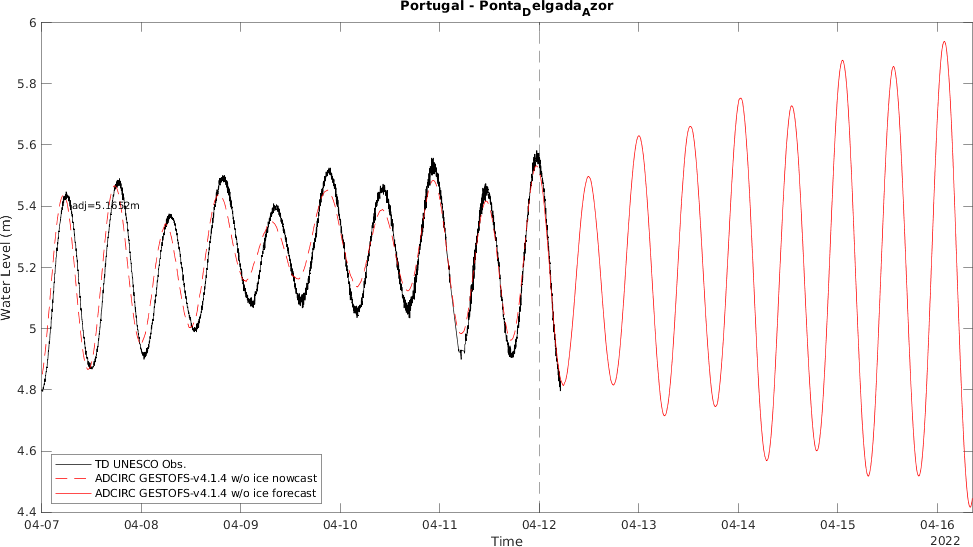 Portugal - Ponta_Delgada_Azor
6
5.8
5.6
5.4
5.2
5
4.8
4.6
4.4
Water Level (m)
adj=5.1652m
TD UNESCO Obs.
ADCIRC GESTOFS-v4.1.4 w/o ice nowcast
ADCIRC GESTOFS-v4.1.4 w/o ice forecast
04-07 04-08 04-09 04-10 04-11 04-12 04-13 04-14 04-15 04-16
Time
2022